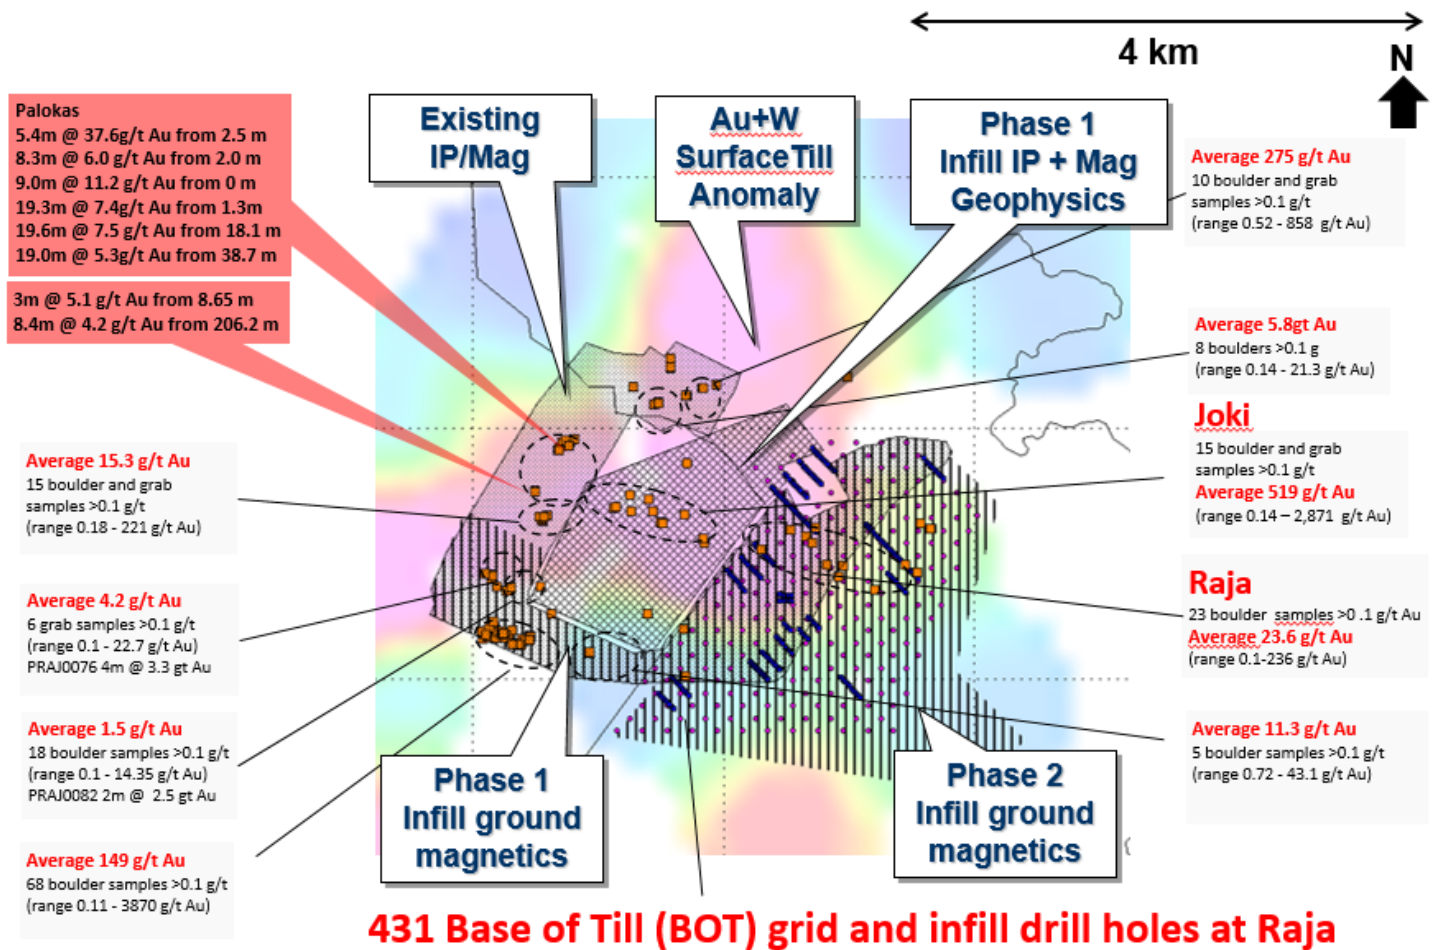 4 km
N
Palokas
5.4m @ 37.6g/t Au from 2.5 m
8.3m @ 6.0 g/t Au from 2.0 m
9.0m @ 11.2 g/t Au from 0 m
19.3m @ 7.4g/t Au from 1.3m
19.6m @ 7.5 g/t Au from 18.1 m
19.0m @ 5.3g/t Au from 38.7 m
3m @ 5.1 g/t Au from 8.65 m
8.4m @ 4.2 g/t Au from 206.2 m
Existing
IP/Mag
Au+W
Surface Till
Anomaly
Phase 1
Infill IP + Mag
Geophysics
Average 275 g/t Au
10 boulder and grab
samples >0.1 g/t
(range 0.52 - 858 g/t Au)
Average 5.8gt Au
8 boulders >0.1 g
(range 0.14 - 21.3 g/t Au)
Joki
15 boulder and grab
samples >0.1 g/t
Average 519 g/t Au
(range 0.14 – 2,871 g/t Au)
Raja
23 boulder samples >0 .1 g/t Au
Average 23.6 g/t Au
(range 0.1-236 g/t Au)
Average 11.3 g/t Au
5 boulder samples >0.1 g/t
(range 0.72 - 43.1 g/t Au)
Average 15.3 g/t Au
15 boulder and grab
samples >0.1 g/t
(range 0.18 - 221 g/t Au)
Average 4.2 g/t Au
6 grab samples >0.1 g/t
(range 0.1 - 22.7 g/t Au)
PRAJ0076 4m @ 3.3 gt Au
Average 1.5 g/t Au
18 boulder samples >0.1 g/t
(range 0.1 - 14.35 g/t Au)
PRAJ0082 2m @ 2.5 gt Au
Average 149 g/t Au
68 boulder samples >0.1 g/t
(range 0.11 - 3870 g/t Au)
Phase 1
Infill ground
magnetics
Phase 2
Infill ground
magnetics
431 Base of Till (BOT) grid and infill drill holes at Raja